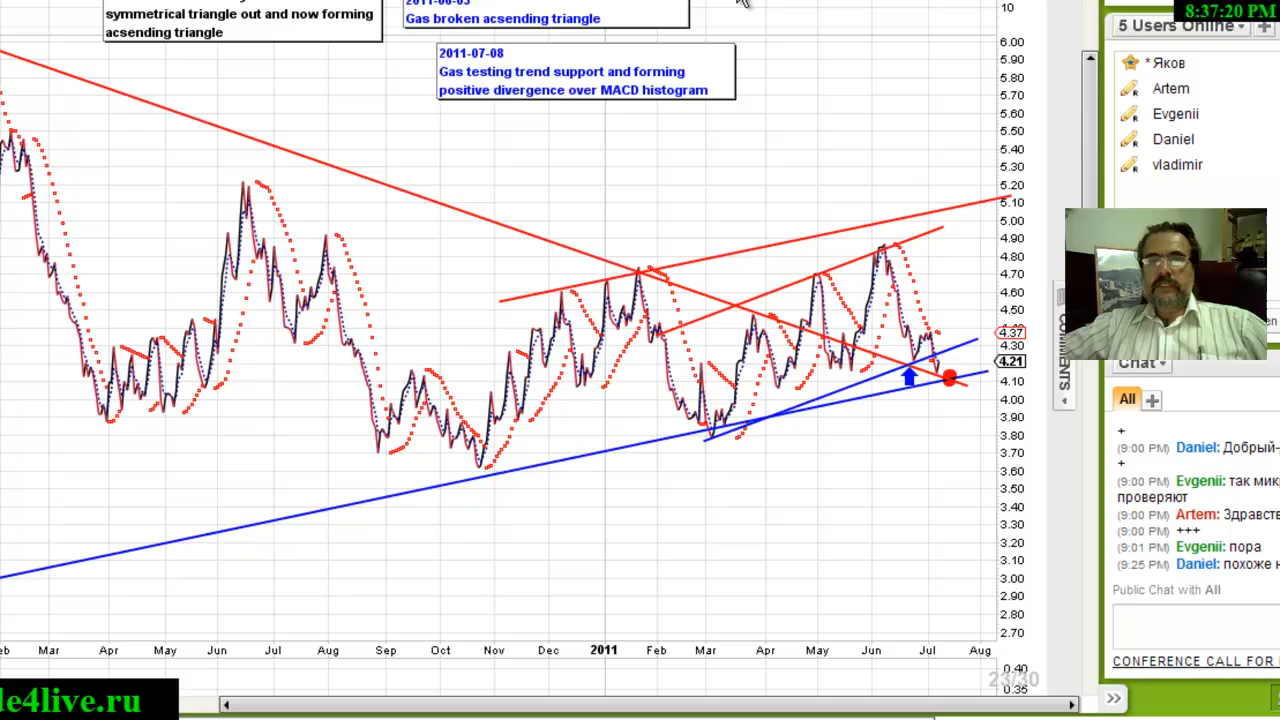 symmetrical triangle out and now forming
acsending triangle
2011-06-03
Gas broken acsending triangle
2011-07-08
Gas testing trend support and forming
positive divergence over MACD histogram
10
6.00
5.90
5.80
5.70
5.60
5.50
5.40
5.30
5.20
5.10
5.00
4.90
4.80
4.70
4.60
4.50
4.40
4.37
4.30
4.21
4.10
4.00
3.90
3.80
3.70
3.60
3.50
3.40
3.30
3.20
3.10
3.00
2.90
2.80
2.70
eb Mar Apr May Jun Jul Aug Sep Oct Nov Dec 2011 Feb Mar Apr May Jun Jul Aug
0.40
0.35
23/30
de4live.ru
8:37:20 PM
5 Users Online
* Яков
Artem
Evgenii
Daniel
vladimir
COMMENTS
Chat
All
+
(9:00 PM) Daniel: Добрый
+
(9:00 PM) Evgenii: так мик
проверяют
(9:00 PM) Artem: Здравств
(9:00 PM) +++
(9:01 PM) Evgenii: пора
(9:25 PM) Daniel: похоже н
Public Chat with All
CONFERENCE CALL FOR